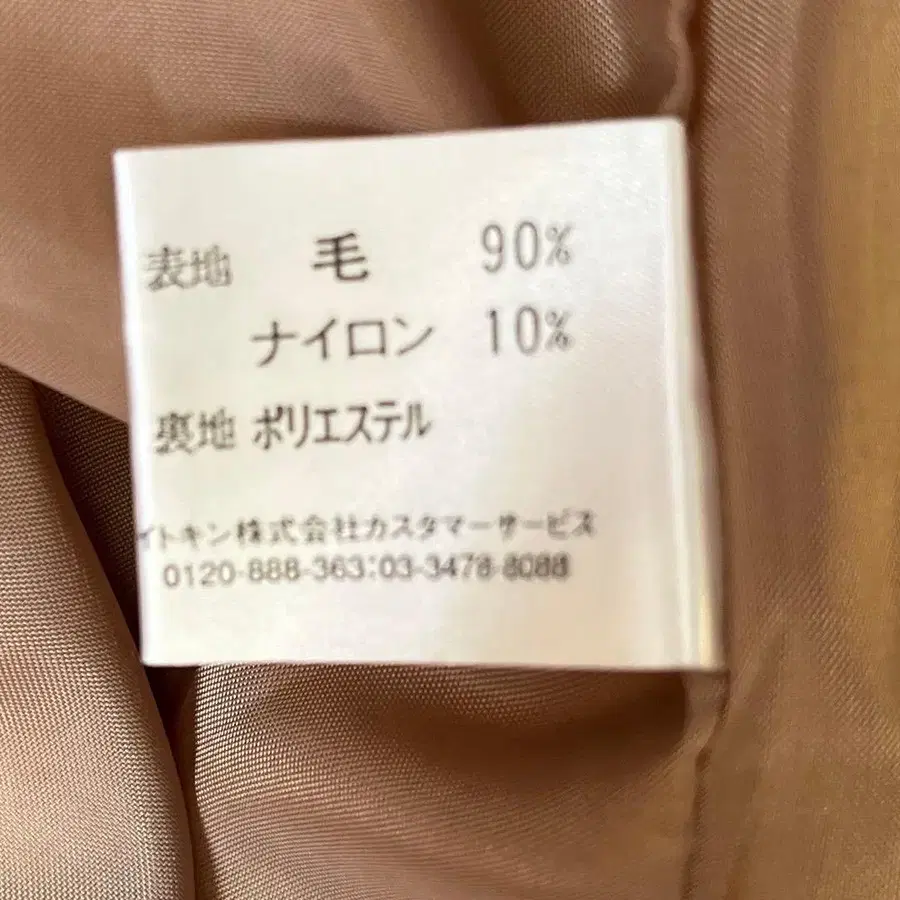 表地 毛 90%
ナイロン 10%
裏地 ポリエステル
イトキン株式会社カスタマーサービス
0120-888-363:03-3478-8088